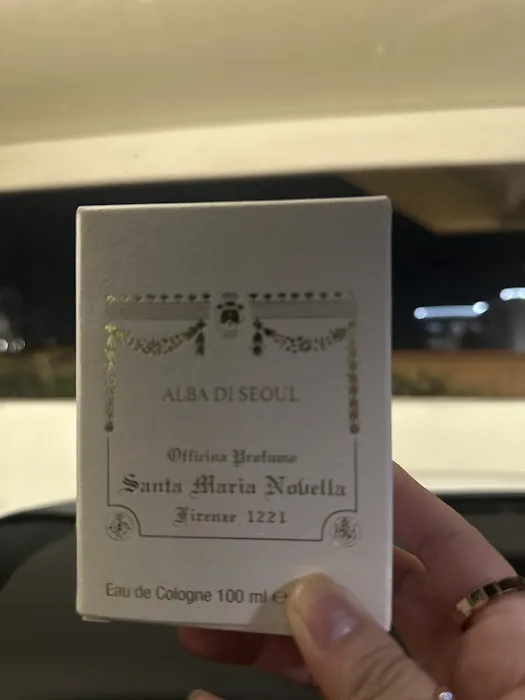 ALBA DI SEOUL
Officina Profumo
Santa Maria Novella
Firenze 1221
Eau de Cologne 100 ml ℮